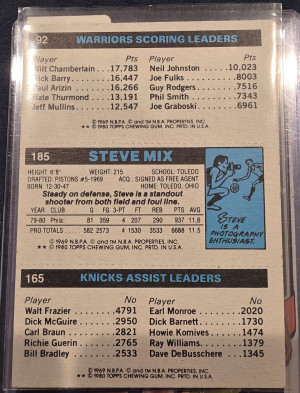 92 WARRIORS SCORING LEADERS
Player Pts Player Pts
Wilt Chamberlain . . . 17,783 Neil Johnston . . . . . 10,023
Rick Barry. . . . . . . . 16,447 Joe Fulks . . . . . . . . .8003
Paul Arizin . . . . . . . 16,266 Guy Rodgers. . . . . . .7516
Nate Thurmond . . . 13,191 Phil Smith . . . . . . . .7343
Jeff Mullins. . . . . . . 12,547 Joe Graboski . . . . . .6961
© 1969 N.B.P.A. © and TM N.B.A. PROPERTIES, INC.
★★ © 1980 TOPPS CHEWING GUM, INC. PRTD. IN U.S.A.
185 STEVE MIX
HEIGHT: 6'8" WEIGHT: 215 SCHOOL: TOLEDO
DRAFTED: PISTONS #5-1969 ACQ.: SIGNED AS FREE AGENT
BORN: 12-30-47 HOME: TOLEDO, OHIO
Steady on defense, Steve is a standout
shooter from both field and foul line.
YEAR CLUB G FG 3-PT FT REB PTS AVG
79-80 Phila: 81 359 4 207 290 937 11.6
PRO TOTALS . . . 582 2573 4 1530 3533 6688 11.5
© 1969 N.B.P.A. © and TM N.B.A. PROPERTIES, INC.
★★ © 1980 TOPPS CHEWING GUM, INC. PRTD. IN U.S.A.
STEVE
IS A
PHOTOGRAPHY
ENTHUSIAST.
165 KNICKS ASSIST LEADERS
Player No Player No
Walt Frazier . . . . . .4791 Earl Monroe . . . . . .2020
Dick McGuire . . . . .2950 Dick Barnett. . . . . .1730
Carl Braun . . . . . . .2821 Howie Komives . . . .1474
Richie Guerin . . . . .2765 Ray Williams. . . . . .1379
Bill Bradley . . . . . .2533 Dave DeBusschere . . .1345
© 1969 N.B.P.A. © and TM N.B.A. PROPERTIES, INC.
★★ © 1980 TOPPS CHEWING GUM, INC. PRTD. IN U.S.A.